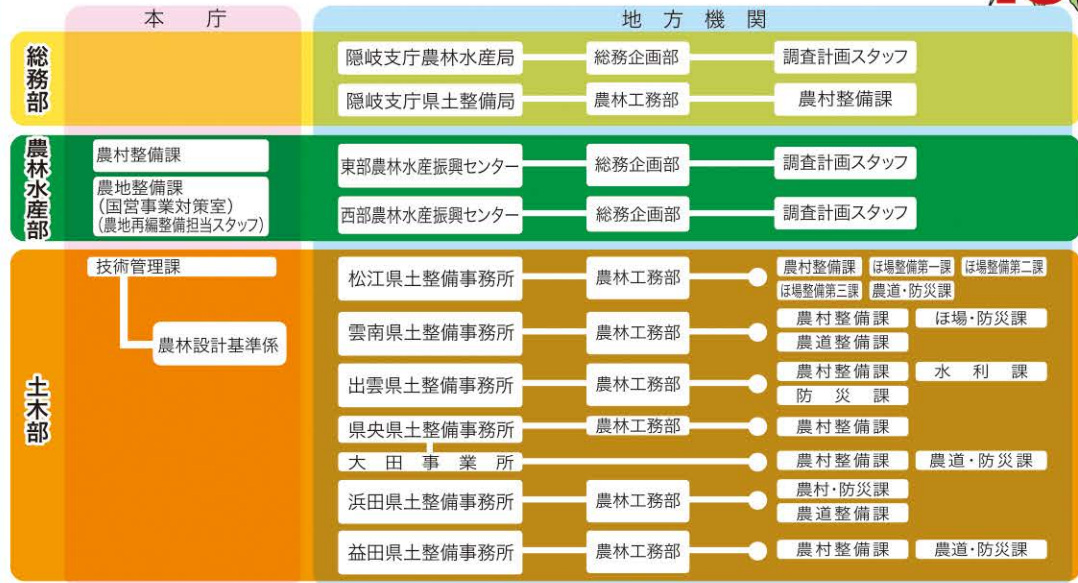 本庁
地方機関
総務部
隠岐支庁農林水産局
総務企画部
調査計画スタッフ
隠岐支庁県土整備局
農林工務部
農村整備課
農林水産部
農村整備課
農地整備課
(国営事業対策室)
(農地再編整備担当スタッフ)
東部農林水産振興センター
総務企画部
調査計画スタッフ
西部農林水産振興センター
総務企画部
調査計画スタッフ
土木部
技術管理課
農林設計基準係
松江県土整備事務所
農林工務部
農村整備課 ほ場整備第一課 ほ場整備第二課
ほ場整備第三課 農道・防災課
雲南県土整備事務所
農林工務部
農村整備課 ほ場・防災課
農道整備課
出雲県土整備事務所
農林工務部
農村整備課 水利課
防災課
県央県土整備事務所
農林工務部
農村整備課
大田事業所
農村整備課 農道・防災課
浜田県土整備事務所
農林工務部
農村・防災課
農道整備課
益田県土整備事務所
農林工務部
農村整備課 農道・防災課